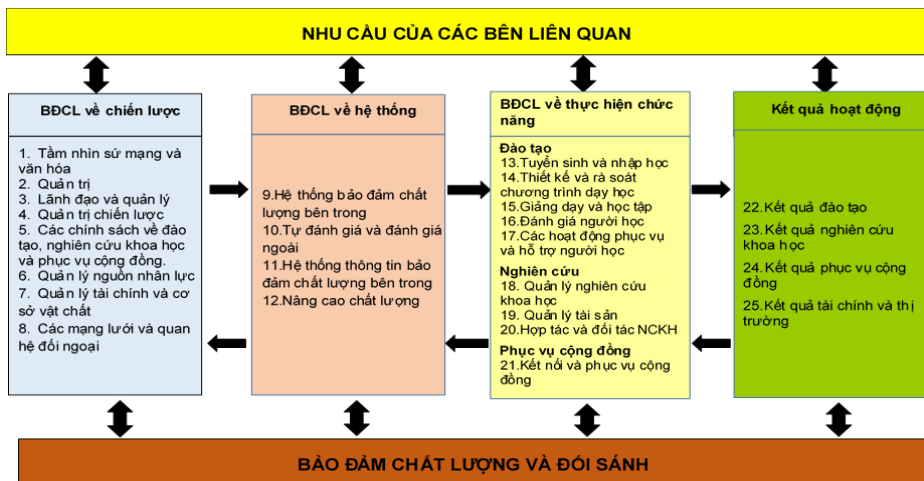 NHU CẦU CỦA CÁC BÊN LIÊN QUAN
BĐCL về chiến lược
1. Tầm nhìn sứ mạng và
văn hóa
2. Quản trị
3. Lãnh đạo và quản lý
4. Quản trị chiến lược
5. Các chính sách về đào
tạo, nghiên cứu khoa học
và phục vụ cộng đồng.
6. Quản lý nguồn nhân lực
7. Quản lý tài chính và cơ
sở vật chất
8. Các mạng lưới và quan
hệ đối ngoại
BĐCL về hệ thống
9.Hệ thống bảo đảm chất
lượng bên trong
10.Tự đánh giá và đánh giá
ngoài
11.Hệ thống thông tin bảo
đảm chất lượng bên trong
12.Nâng cao chất lượng
BĐCL về thực hiện chức
năng
Đào tạo
13.Tuyển sinh và nhập học
14.Thiết kế và rà soát
chương trình dạy học
15.Giảng dạy và học tập
16.Đánh giá người học
17.Các hoạt động phục vụ
và hỗ trợ người học
Nghiên cứu
18. Quản lý nghiên cứu
khoa học
19. Quản lý tài sản
20.Hợp tác và đối tác NCKH
Phục vụ cộng đồng
21.Kết nối và phục vụ cộng
đồng
Kết quả hoạt động
22.Kết quả đào tạo
23.Kết quả nghiên cứu
khoa học
24.Kết quả phục vụ cộng
đồng
25.Kết quả tài chính và thị
trường
BẢO ĐẢM CHẤT LƯỢNG VÀ ĐỐI SÁNH